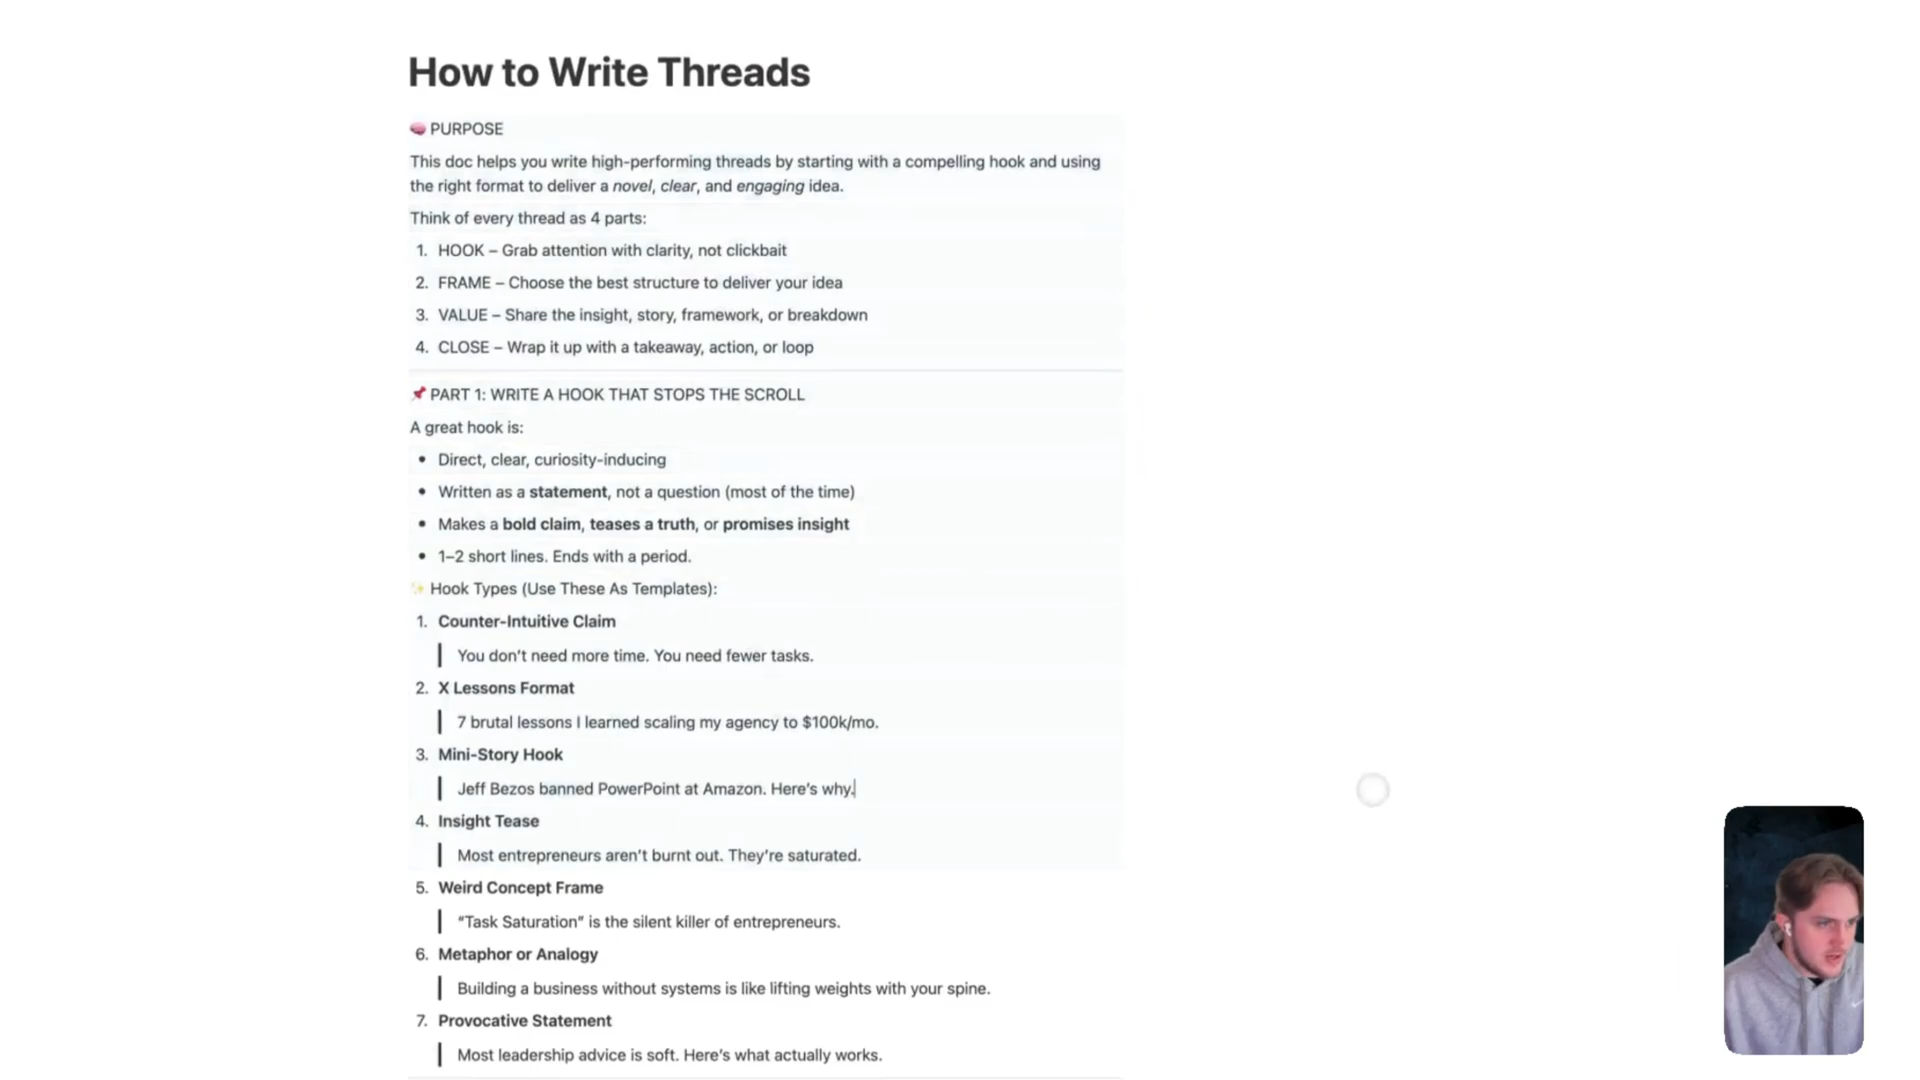 How to Write Threads
🧠 PURPOSE
This doc helps you write high-performing threads by starting with a compelling hook and using
the right format to deliver a novel, clear, and engaging idea.
Think of every thread as 4 parts:
1. HOOK – Grab attention with clarity, not clickbait
2. FRAME – Choose the best structure to deliver your idea
3. VALUE – Share the insight, story, framework, or breakdown
4. CLOSE – Wrap it up with a takeaway, action, or loop
📌 PART 1: WRITE A HOOK THAT STOPS THE SCROLL
A great hook is:
• Direct, clear, curiosity-inducing
• Written as a statement, not a question (most of the time)
• Makes a bold claim, teases a truth, or promises insight
• 1–2 short lines. Ends with a period.
✨ Hook Types (Use These As Templates):
1. Counter-Intuitive Claim
You don't need more time. You need fewer tasks.
2. X Lessons Format
7 brutal lessons I learned scaling my agency to $100k/mo.
3. Mini-Story Hook
Jeff Bezos banned PowerPoint at Amazon. Here's why.
4. Insight Tease
Most entrepreneurs aren't burnt out. They're saturated.
5. Weird Concept Frame
“Task Saturation” is the silent killer of entrepreneurs.
6. Metaphor or Analogy
Building a business without systems is like lifting weights with your spine.
7. Provocative Statement
Most leadership advice is soft. Here's what actually works.